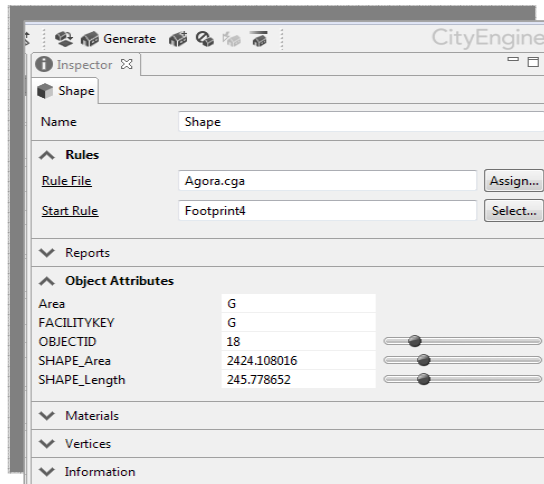 Generate
CityEngine
Inspector
Shape
Name Shape
Rules
Rule File Agora.cga Assign...
Start Rule Footprint4 Select...
Reports
Object Attributes
Area G
FACILITYKEY G
OBJECTID 18
SHAPE_Area 2424.108016
SHAPE_Length 245.778652
Materials
Vertices
Information